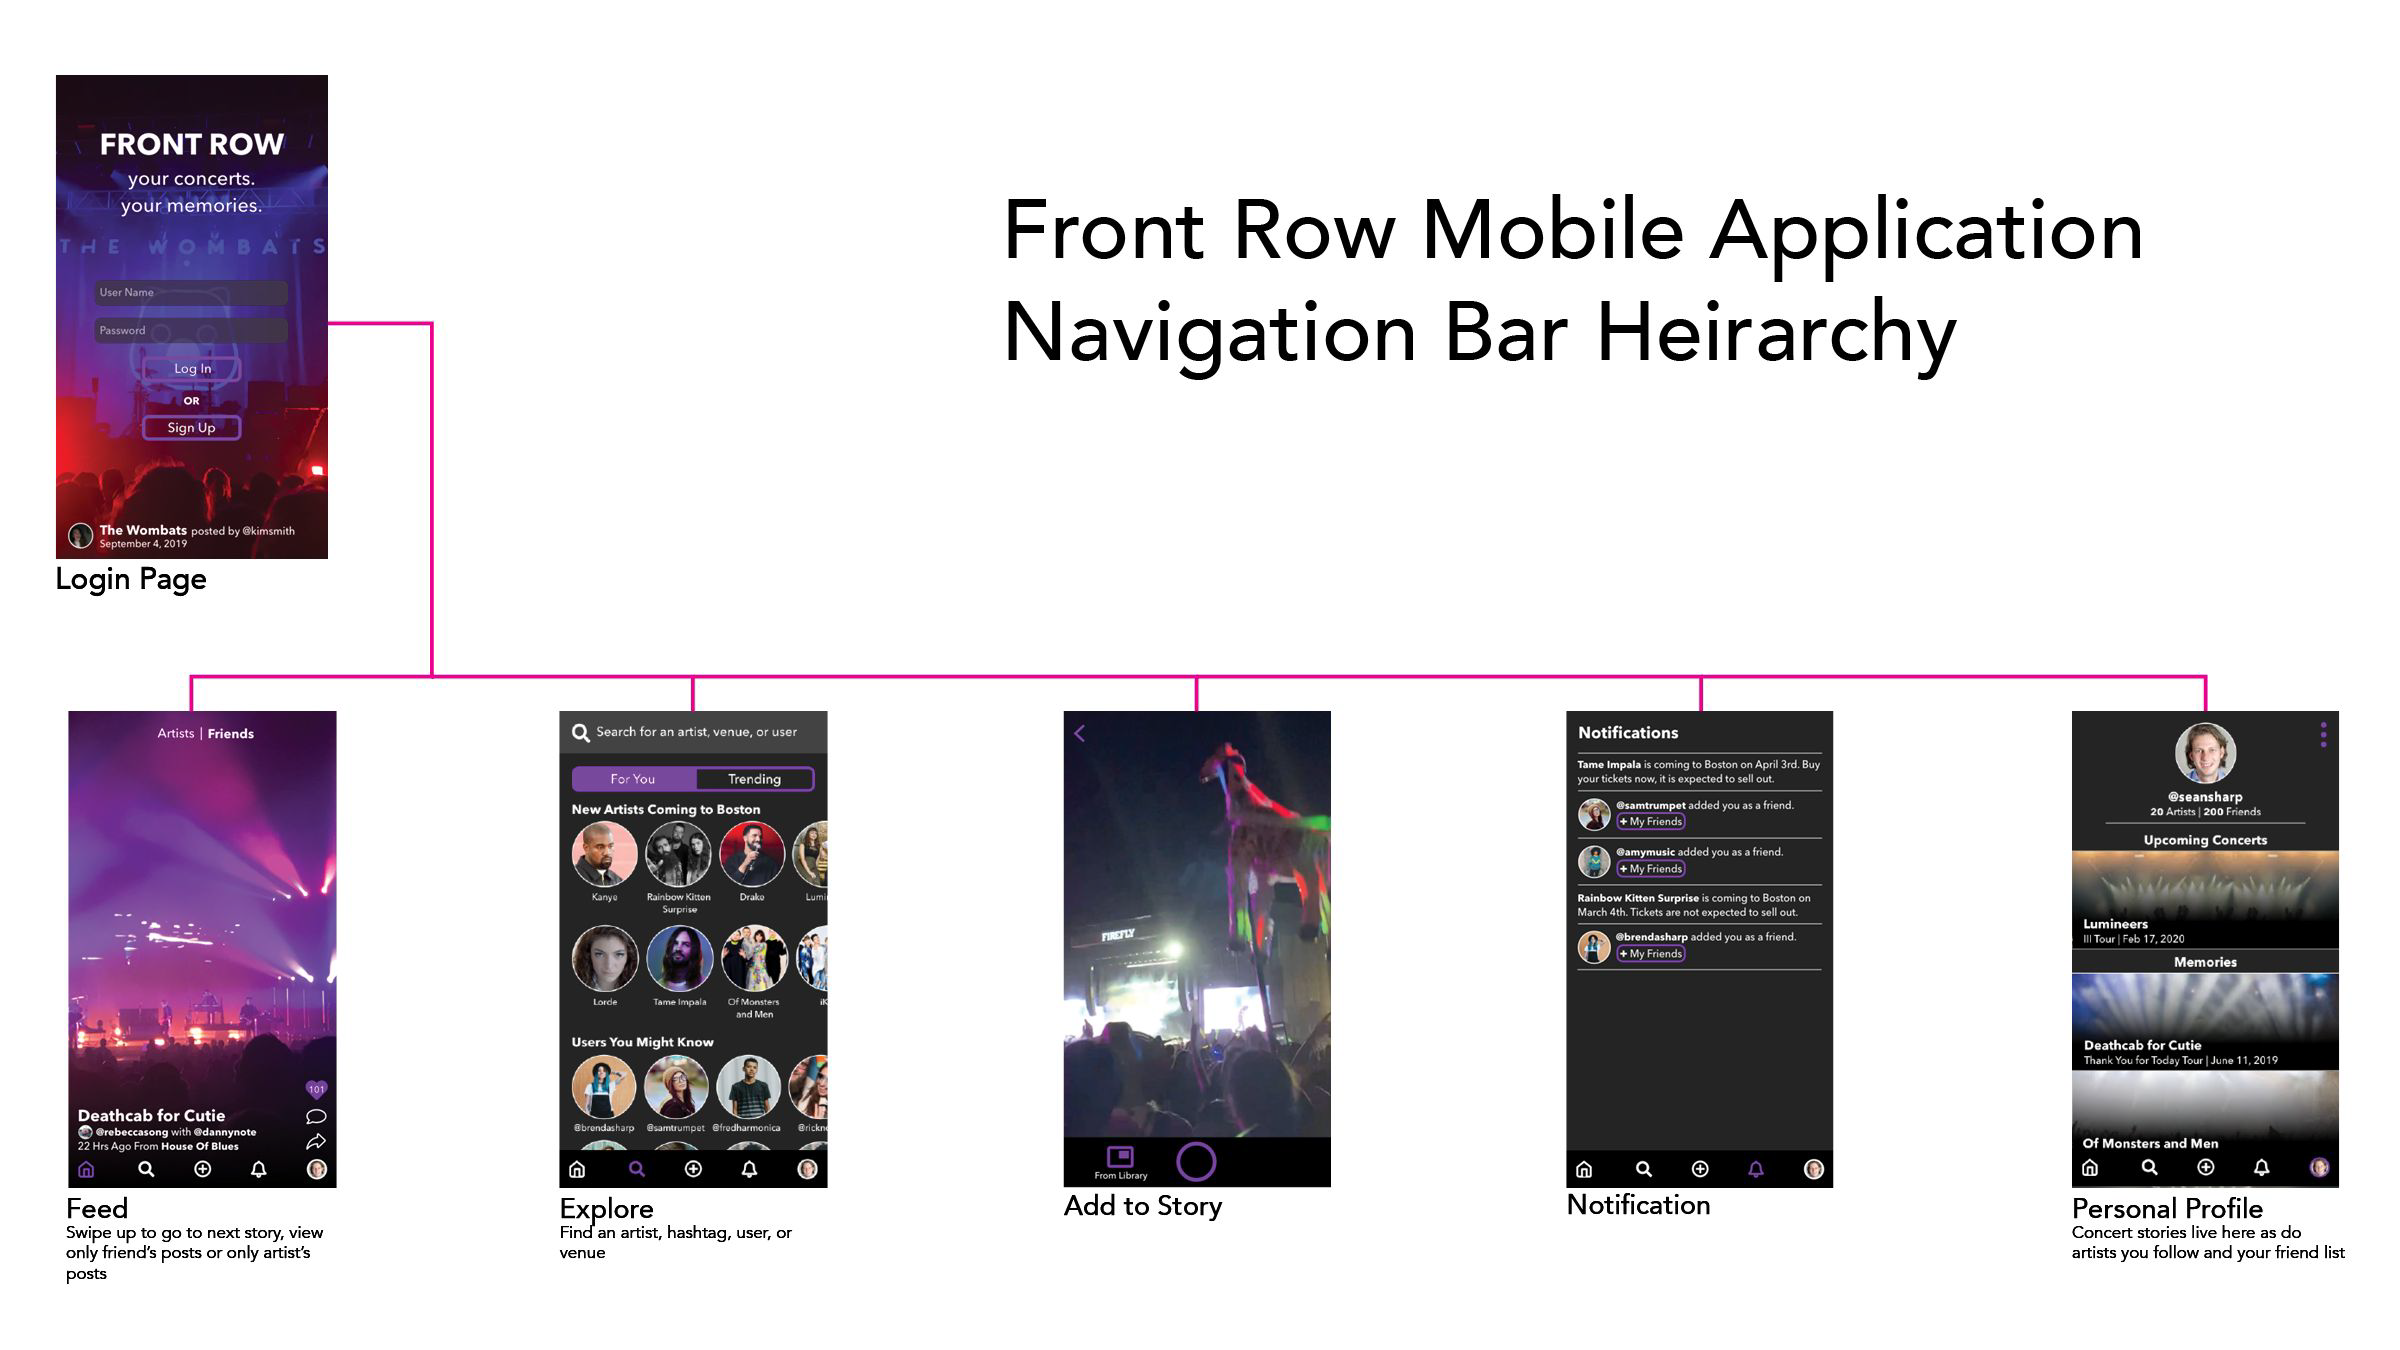 FRONT ROW
your concerts.
your memories.
THE WOMBATS
User Name
Password
Log In
OR
Sign Up
The Wombats posted by @kimsmith
September 4, 2019
Login Page
Front Row Mobile Application
Navigation Bar Heirarchy
Artists | Friends
101
Deathcab for Cutie
@rebeccasong with @dannynote
22 Hrs Ago From House Of Blues
Feed
Swipe up to go to next story, view
only friend's posts or only artist's
posts
Search for an artist, venue, or user
For You Trending
New Artists Coming to Boston
Kanye Rainbow Kitten Drake Lumi
Surprise
Lorde Tame Impala Of Monsters iK
and Men
Users You Might Know
@brendasharp @samtrumpet @fredharmonica @rickn
Explore
Find an artist, hashtag, user, or
venue
FIREFLY
From Library
Add to Story
Notifications
Tame Impala is coming to Boston on April 3rd. Buy
your tickets now, it is expected to sell out.
@samtrumpet added you as a friend.
+ My Friends
@amymusic added you as a friend.
+ My Friends
Rainbow Kitten Surprise is coming to Boston on
March 4th. Tickets are not expected to sell out.
@brendasharp added you as a friend.
+ My Friends
Notification
@seansharp
20 Artists | 200 Friends
Upcoming Concerts
Lumineers
III Tour | Feb 17, 2020
Memories
Deathcab for Cutie
Thank You for Today Tour | June 11, 2019
Of Monsters and Men
Personal Profile
Concert stories live here as do
artists you follow and your friend list